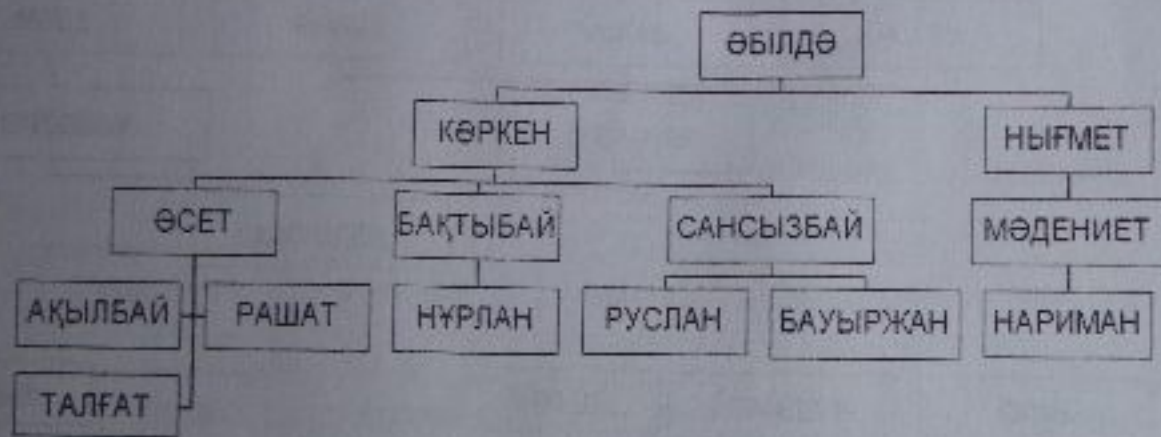 ӘБІЛДӘ
КӘРКЕН
НЫҒМЕТ
ӘСЕТ
БАҚТЫБАЙ
САНСЫЗБАЙ
МӘДЕНИЕТ
АҚЫЛБАЙ
РАШАТ
НҰРЛАН
РУСЛАН
БАУЫРЖАН
НАРИМАН
ТАЛҒАТ